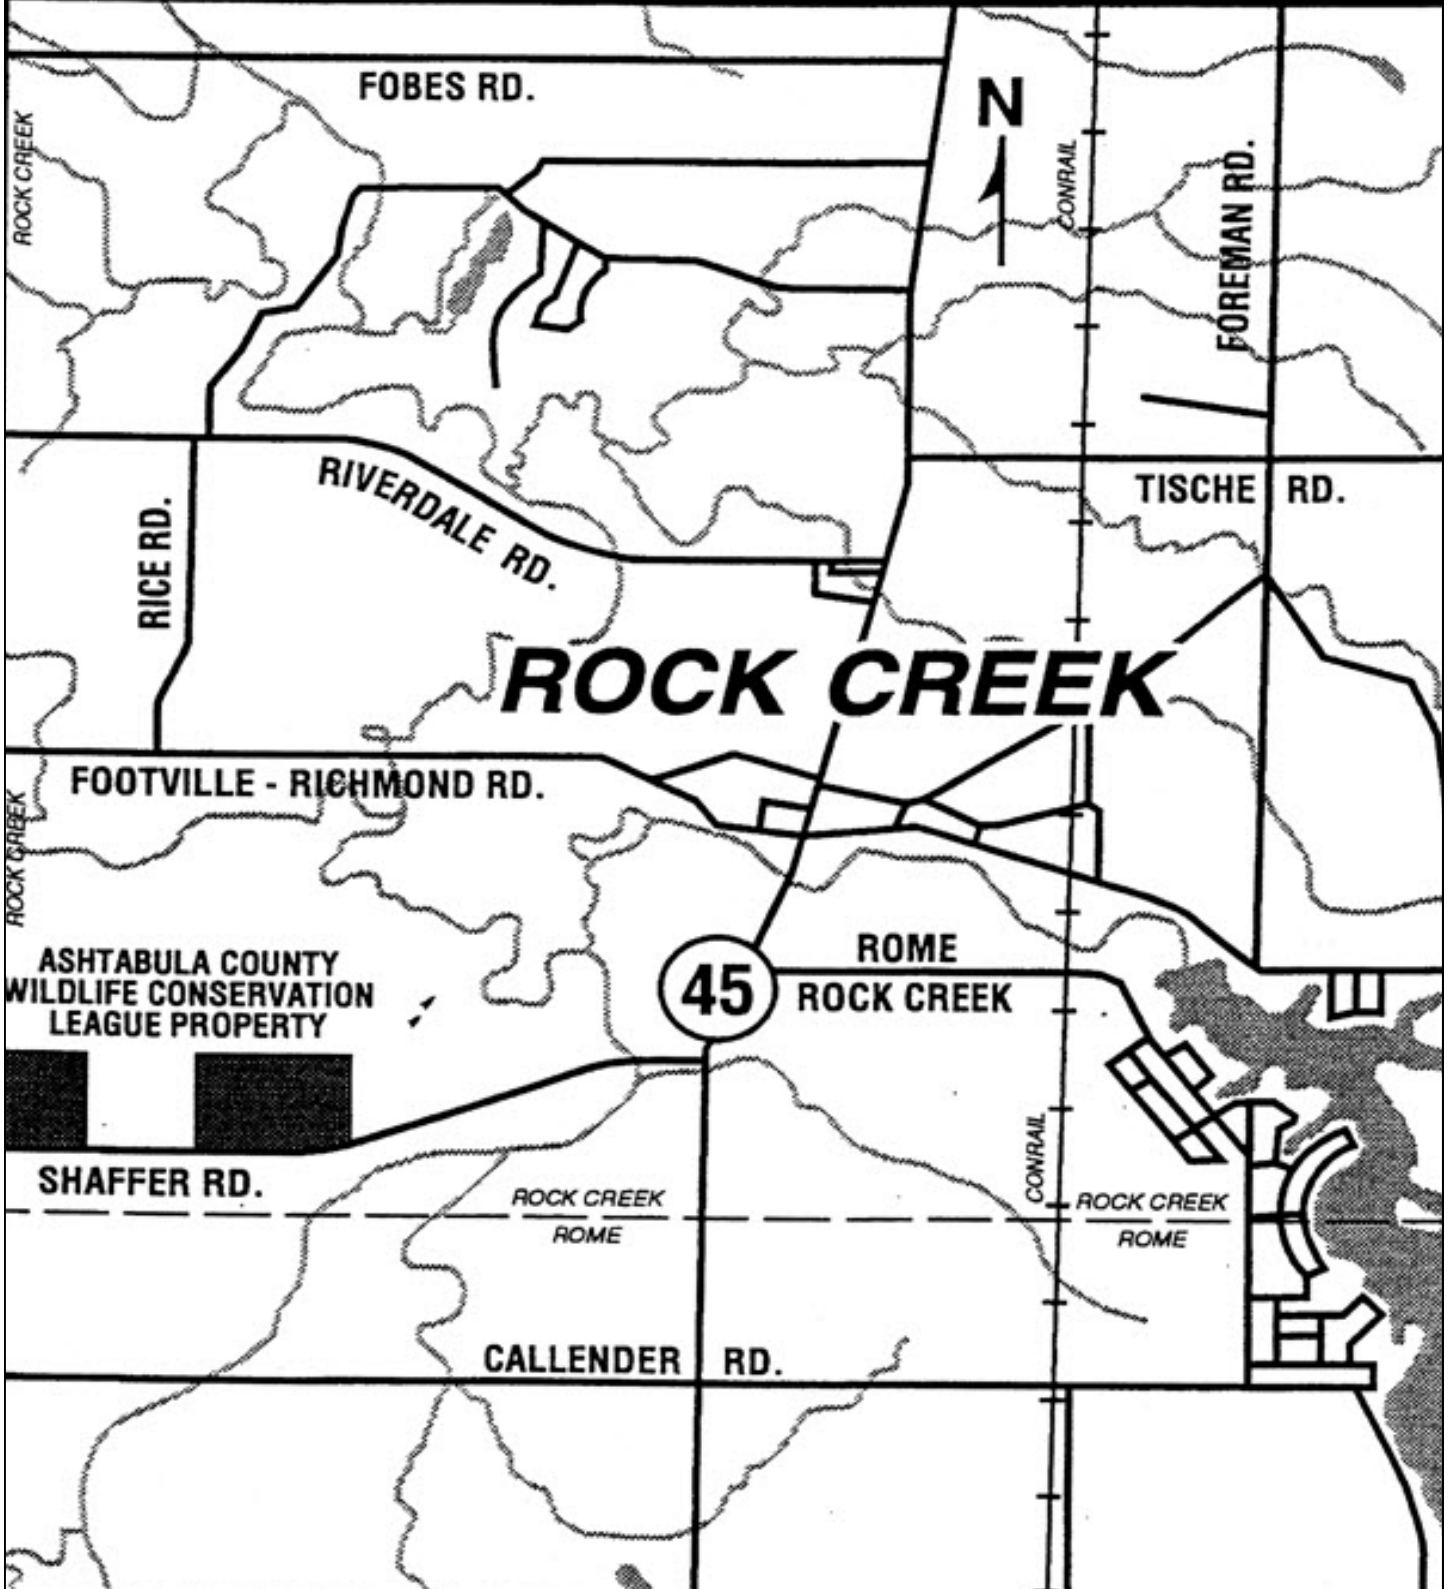 FOBES RD.
N
ROCK CREEK
CONRAIL
FOREMAN RD.
TISCHE RD.
RIVERDALE RD.
RICE RD.
ROCK CREEK
FOOTVILLE - RICHMOND RD.
ROCK CREEK
ROME
45
ROCK CREEK
ASHTABULA COUNTY
WILDLIFE CONSERVATION
LEAGUE PROPERTY
CONRAIL
SHAFFER RD.
ROCK CREEK
ROME
ROCK CREEK
ROME
CALLENDER RD.